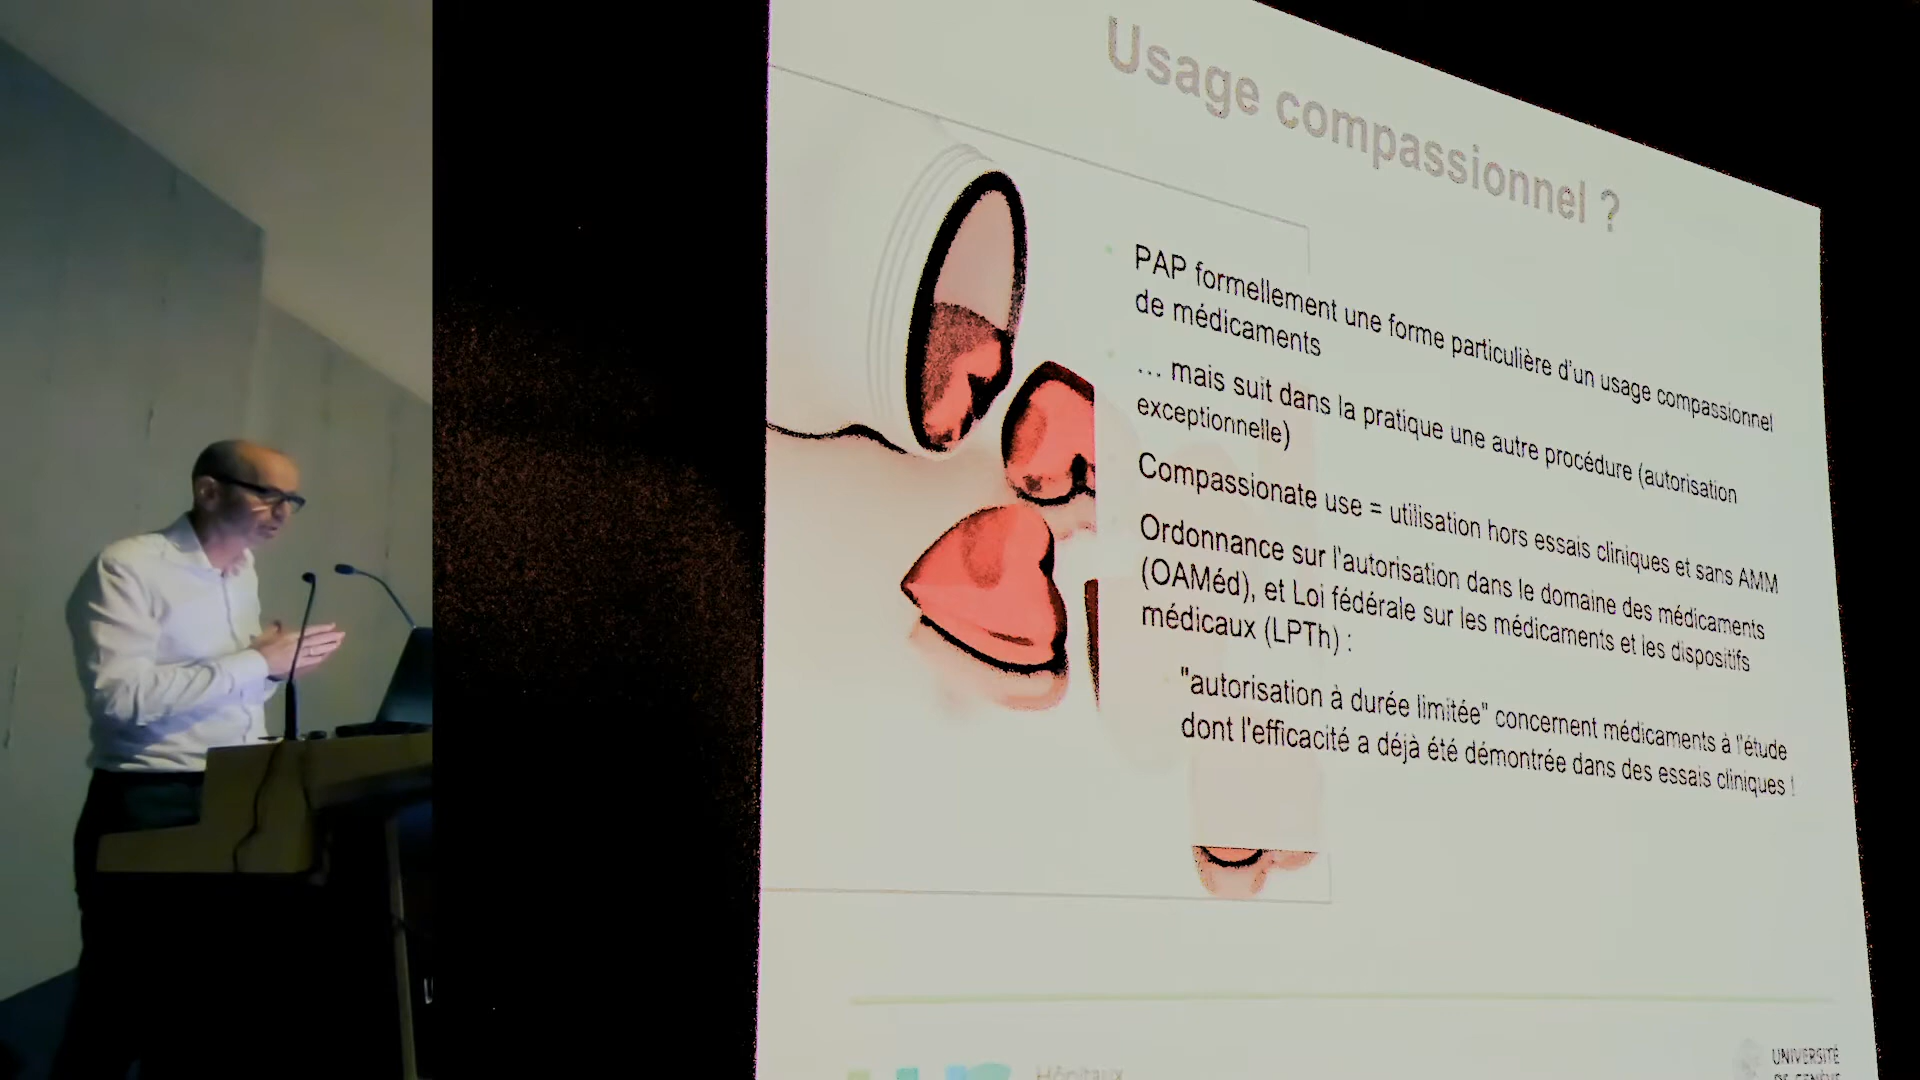 Usage compassionnel ?
PAP formellement une forme particulière d'un usage compassionnel
de médicaments
… mais suit dans la pratique une autre procédure (autorisation
exceptionnelle)
Compassionate use = utilisation hors essais cliniques et sans AMM
Ordonnance sur l'autorisation dans le domaine des médicaments
(OAMéd), et Loi fédérale sur les médicaments et les dispositifs
médicaux (LPTh) :
"autorisation à durée limitée" concernent médicaments à l'étude
dont l'efficacité a déjà été démontrée dans des essais cliniques !
Hôpitaux
UNIVERSITÉ
DE GENÈVE